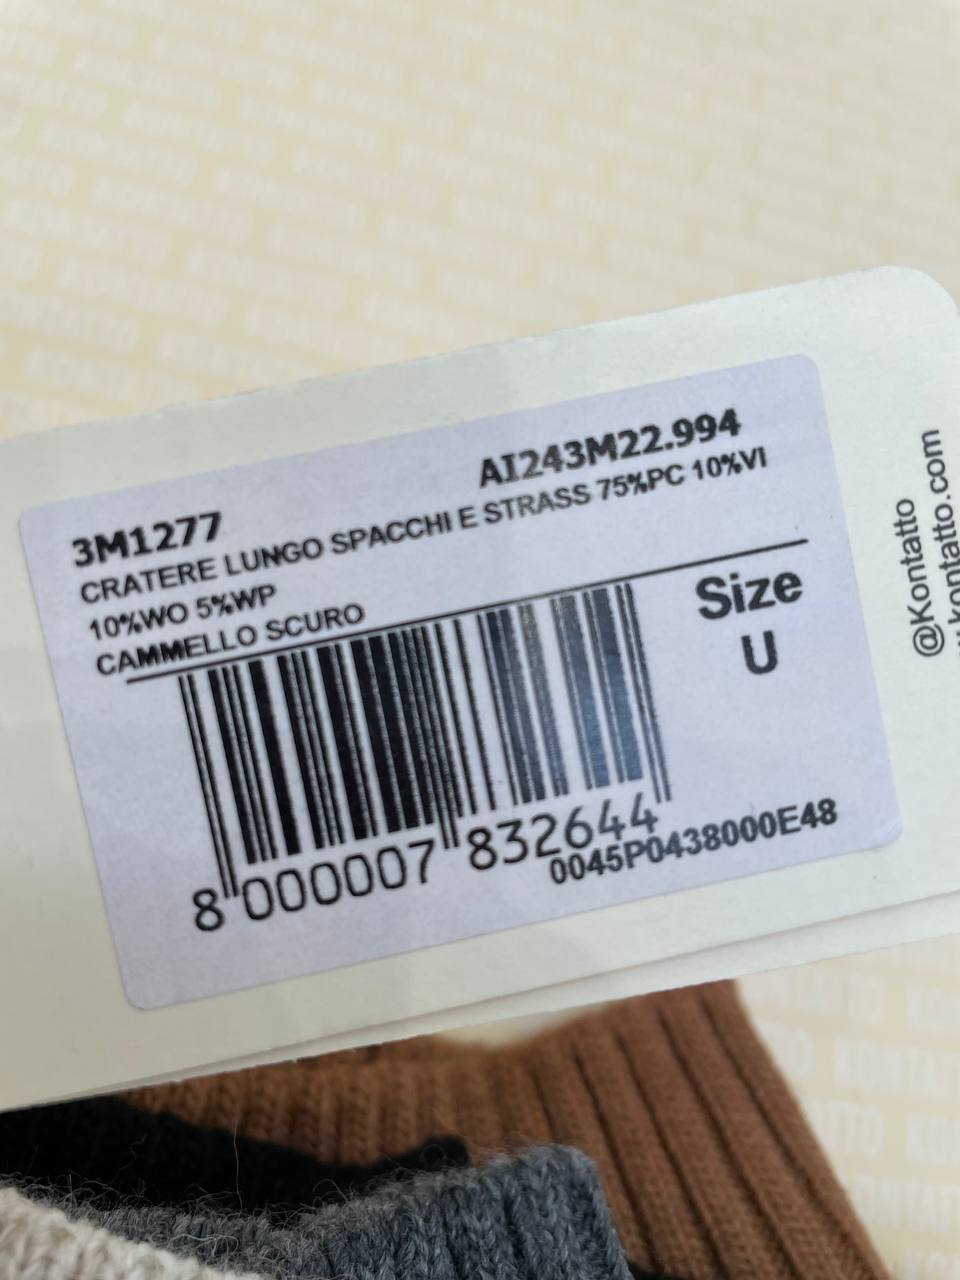 AI243M22.994
3M1277
CRATERE LUNGO SPACCHI E STRASS 75%PC 10%VI
10%WO 5%WP
CAMMELLO SCURO
Size
U
8 000007 832644
0045P0438000E48
@Kontatto
kontatto.com
KONTATTO